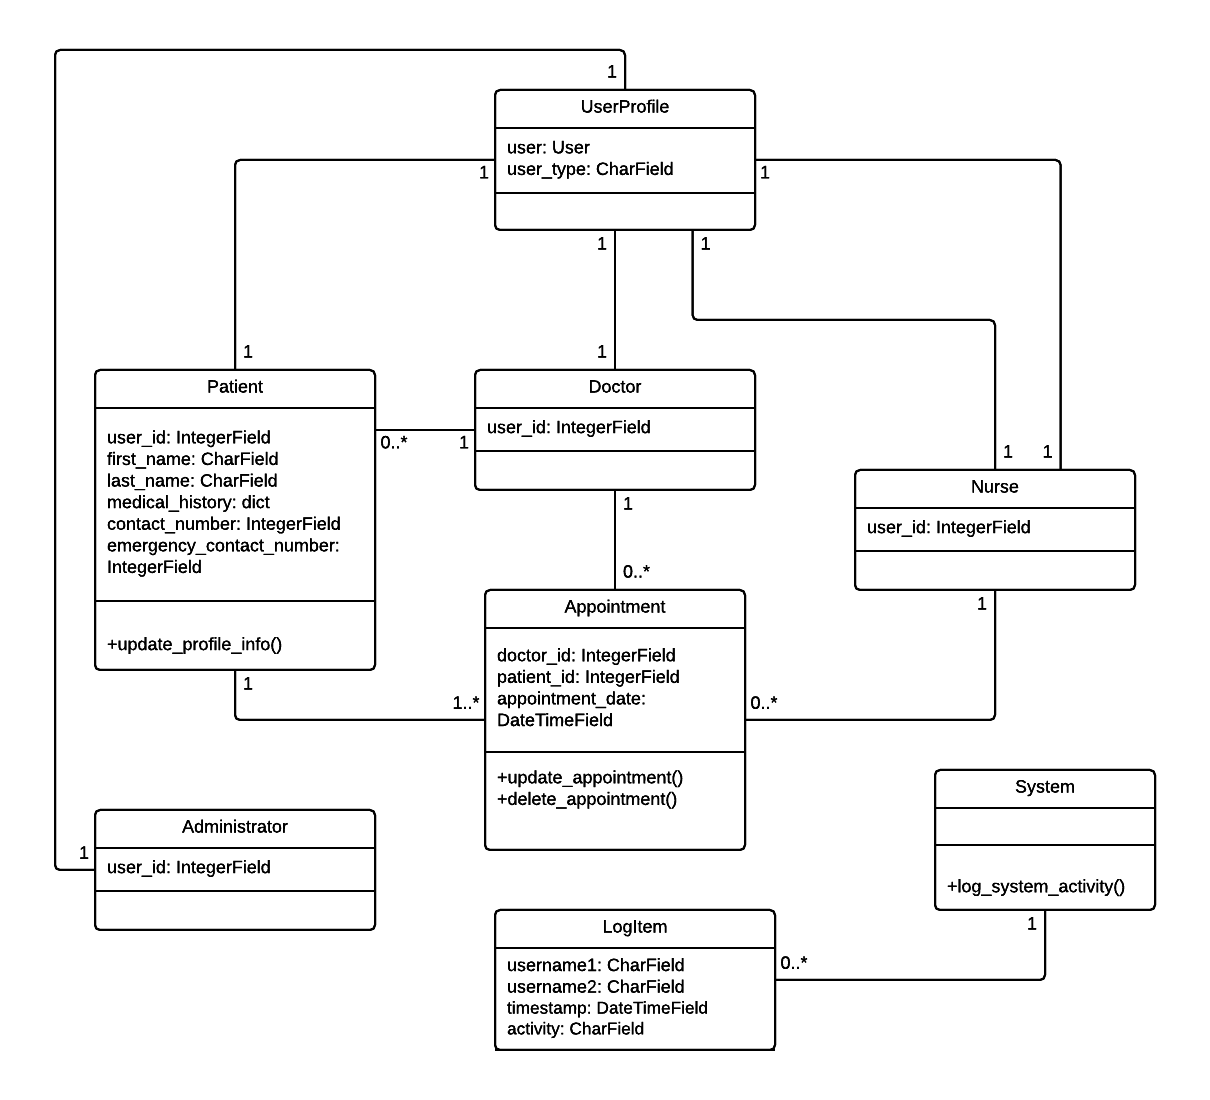 1
UserProfile
user: User
user_type: CharField
1
1
1
1
1
1
Patient
user_id: IntegerField
first_name: CharField
last_name: CharField
medical_history: dict
contact_number: IntegerField
emergency_contact_number:
IntegerField
+update_profile_info()
0..*
1
Doctor
user_id: IntegerField
1
1
Nurse
user_id: IntegerField
1
0..*
1
Appointment
doctor_id: IntegerField
patient_id: IntegerField
appointment_date:
DateTimeField
+update_appointment()
+delete_appointment()
1
1..*
0..*
System
+log_system_activity()
1
Administrator
user_id: IntegerField
1
LogItem
username1: CharField
username2: CharField
timestamp: DateTimeField
activity: CharField
0..*